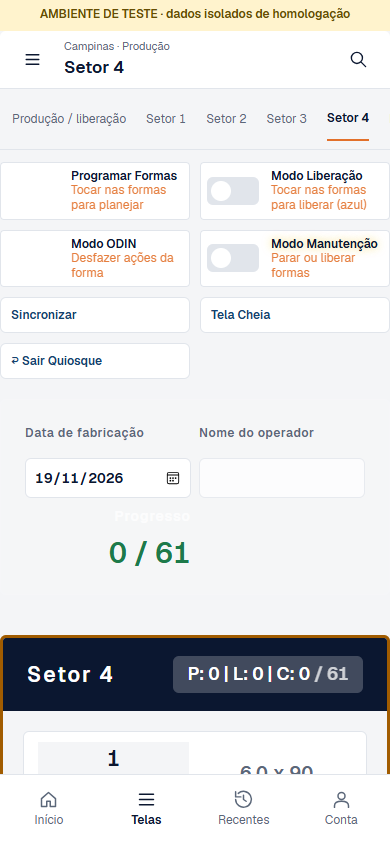 AMBIENTE DE TESTE · dados isolados de homologação
Campinas · Produção
Setor 4
Produção / liberação
Setor 1
Setor 2
Setor 3
Setor 4
Programar Formas
Tocar nas formas
para planejar
Modo Liberação
Tocar nas formas
para liberar (azul)
Modo ODIN
Desfazer ações da
forma
Modo Manutenção
Parar ou liberar
formas
Sincronizar
Tela Cheia
Sair Quiosque
Data de fabricação
Nome do operador
19/11/2026
Progresso
0 / 61
Setor 4
P: 0 | L: 0 | C: 0 / 61
1
6.0 x 90
Início
Telas
Recentes
Conta